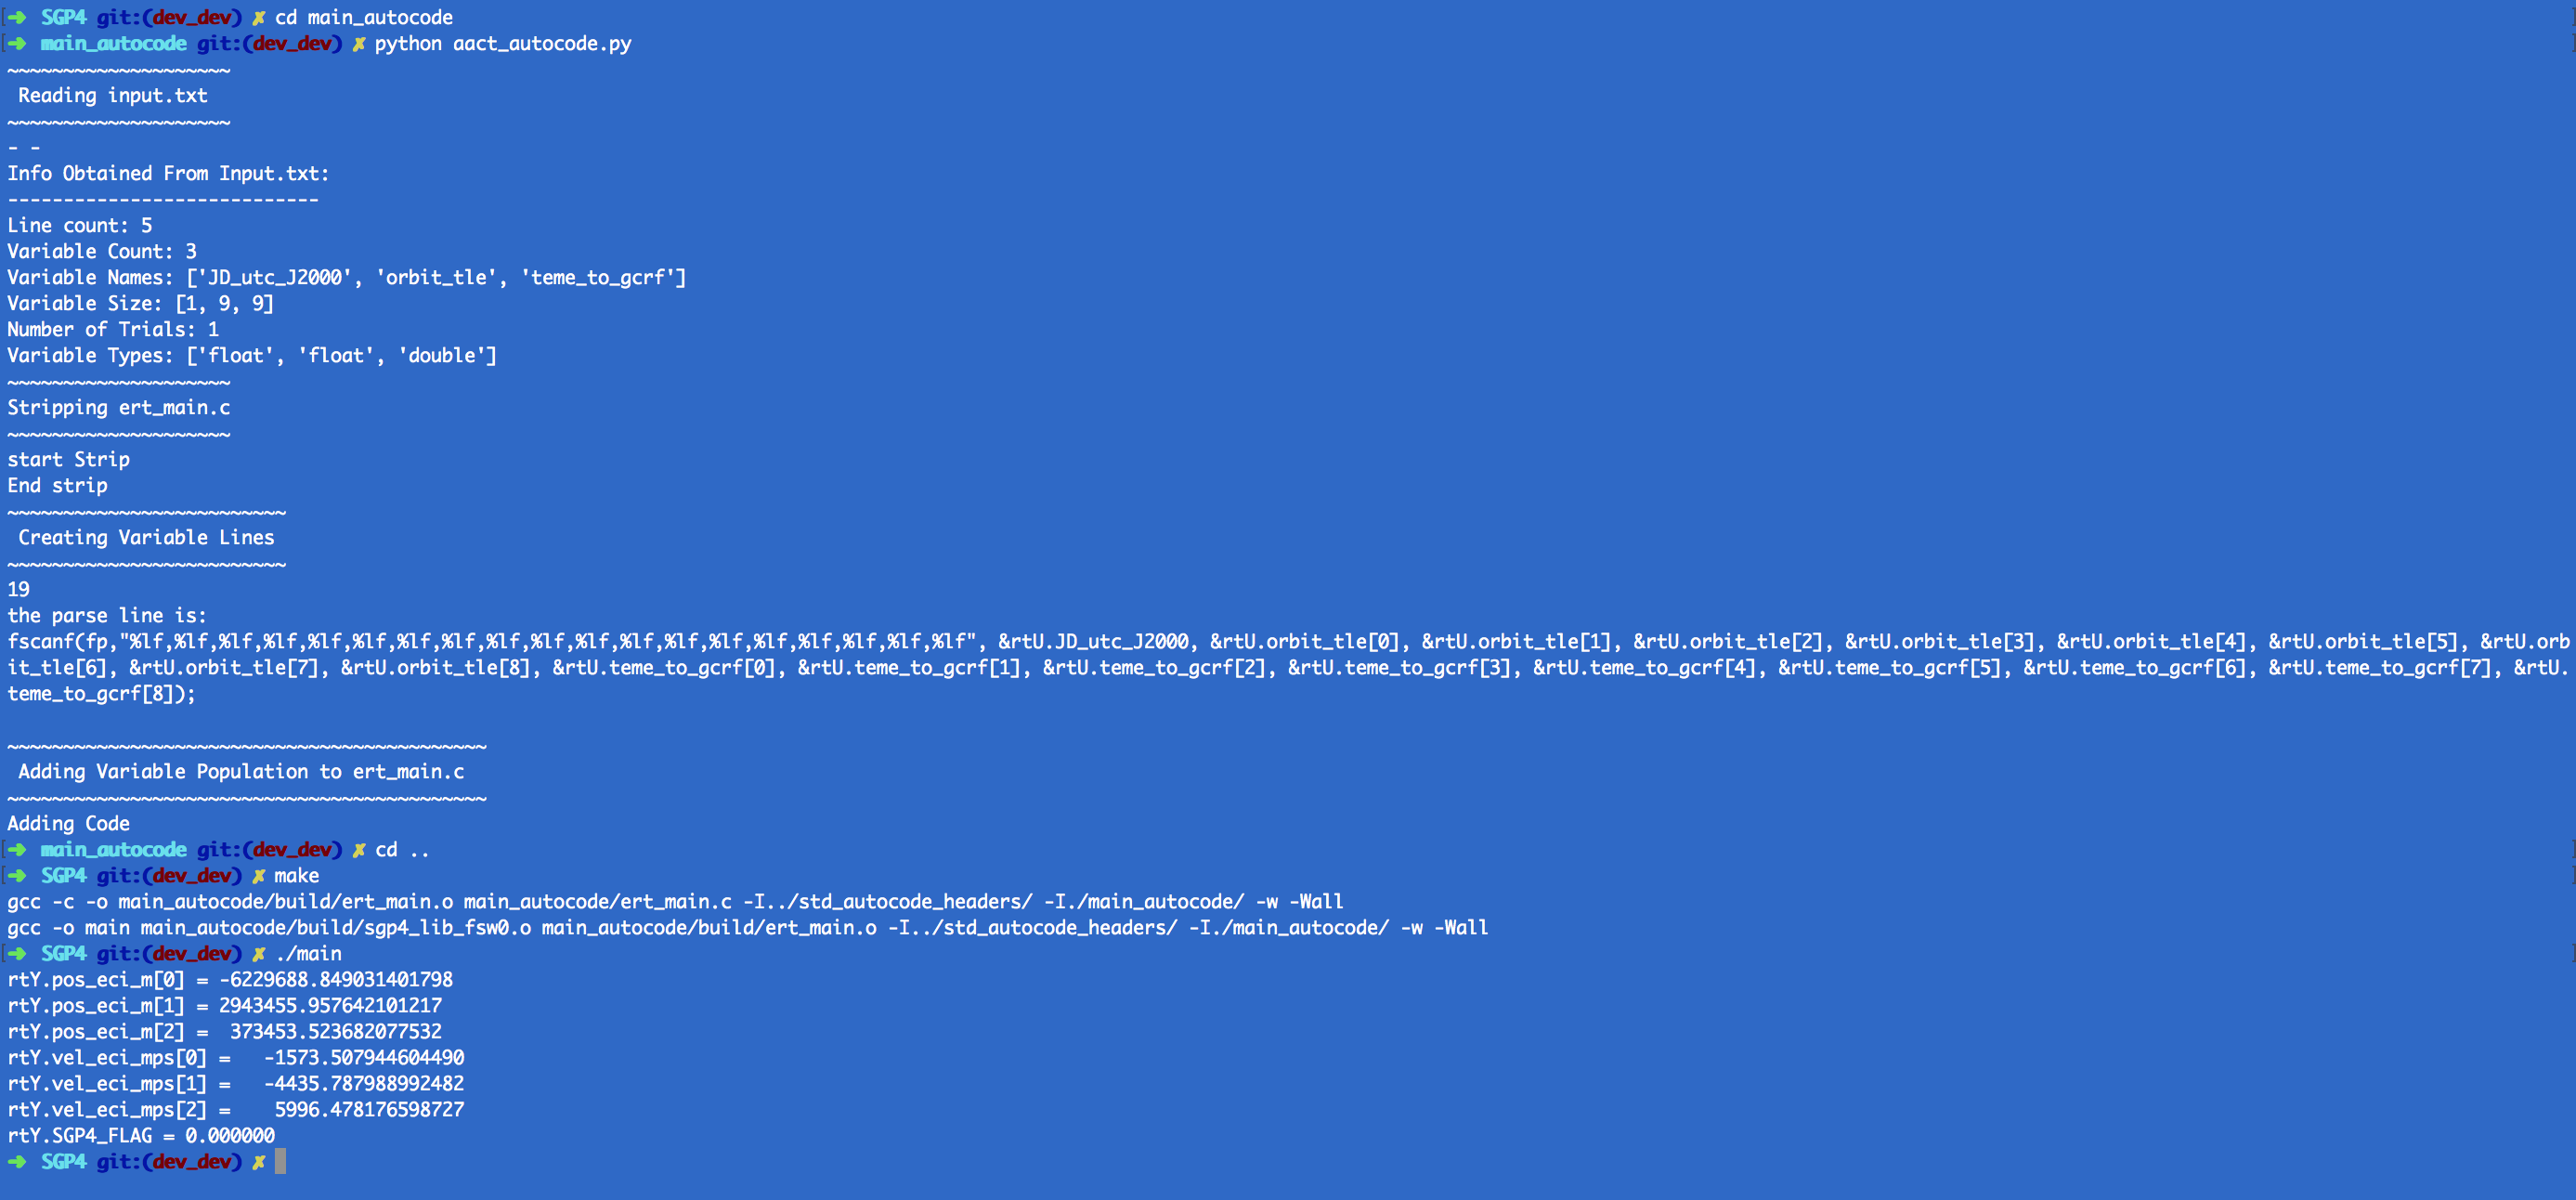 [➜  SGP4 git:(dev_dev) ✗ cd main_autocode ]
[➜  main_autocode git:(dev_dev) ✗ python aact_autocode.py ]
~~~~~~~~~~~~~~~~~~~~
 Reading input.txt
~~~~~~~~~~~~~~~~~~~~
- -
Info Obtained From Input.txt:
----------------------------
Line count: 5
Variable Count: 3
Variable Names: ['JD_utc_J2000', 'orbit_tle', 'teme_to_gcrf']
Variable Size: [1, 9, 9]
Number of Trials: 1
Variable Types: ['float', 'float', 'double']
~~~~~~~~~~~~~~~~~~~~
Stripping ert_main.c
~~~~~~~~~~~~~~~~~~~~
start Strip
End strip
~~~~~~~~~~~~~~~~~~~~~~~~~
 Creating Variable Lines
~~~~~~~~~~~~~~~~~~~~~~~~~
19
the parse line is:
fscanf(fp,"%lf,%lf,%lf,%lf,%lf,%lf,%lf,%lf,%lf,%lf,%lf,%lf,%lf,%lf,%lf,%lf,%lf,%lf,%lf", &rtU.JD_utc_J2000, &rtU.orbit_tle[0], &rtU.orbit_tle[1], &rtU.orbit_tle[2], &rtU.orbit_tle[3], &rtU.orbit_tle[4], &rtU.orbit_tle[5], &rtU.orb
it_tle[6], &rtU.orbit_tle[7], &rtU.orbit_tle[8], &rtU.teme_to_gcrf[0], &rtU.teme_to_gcrf[1], &rtU.teme_to_gcrf[2], &rtU.teme_to_gcrf[3], &rtU.teme_to_gcrf[4], &rtU.teme_to_gcrf[5], &rtU.teme_to_gcrf[6], &rtU.teme_to_gcrf[7], &rtU.
teme_to_gcrf[8]);
~~~~~~~~~~~~~~~~~~~~~~~~~~~~~~~~~~~~~~~~~~~
 Adding Variable Population to ert_main.c
~~~~~~~~~~~~~~~~~~~~~~~~~~~~~~~~~~~~~~~~~~~
Adding Code
[➜  main_autocode git:(dev_dev) ✗ cd .. ]
[➜  SGP4 git:(dev_dev) ✗ make ]
gcc -c -o main_autocode/build/ert_main.o main_autocode/ert_main.c -I../std_autocode_headers/ -I./main_autocode/ -w -Wall
gcc -o main main_autocode/build/sgp4_lib_fsw0.o main_autocode/build/ert_main.o -I../std_autocode_headers/ -I./main_autocode/ -w -Wall
[➜  SGP4 git:(dev_dev) ✗ ./main ]
rtY.pos_eci_m[0] = -6229688.849031401798
rtY.pos_eci_m[1] = 2943455.957642101217
rtY.pos_eci_m[2] =  373453.523682077532
rtY.vel_eci_mps[0] =   -1573.507944604490
rtY.vel_eci_mps[1] =   -4435.787988992482
rtY.vel_eci_mps[2] =    5996.478176598727
rtY.SGP4_FLAG = 0.000000
➜  SGP4 git:(dev_dev) ✗